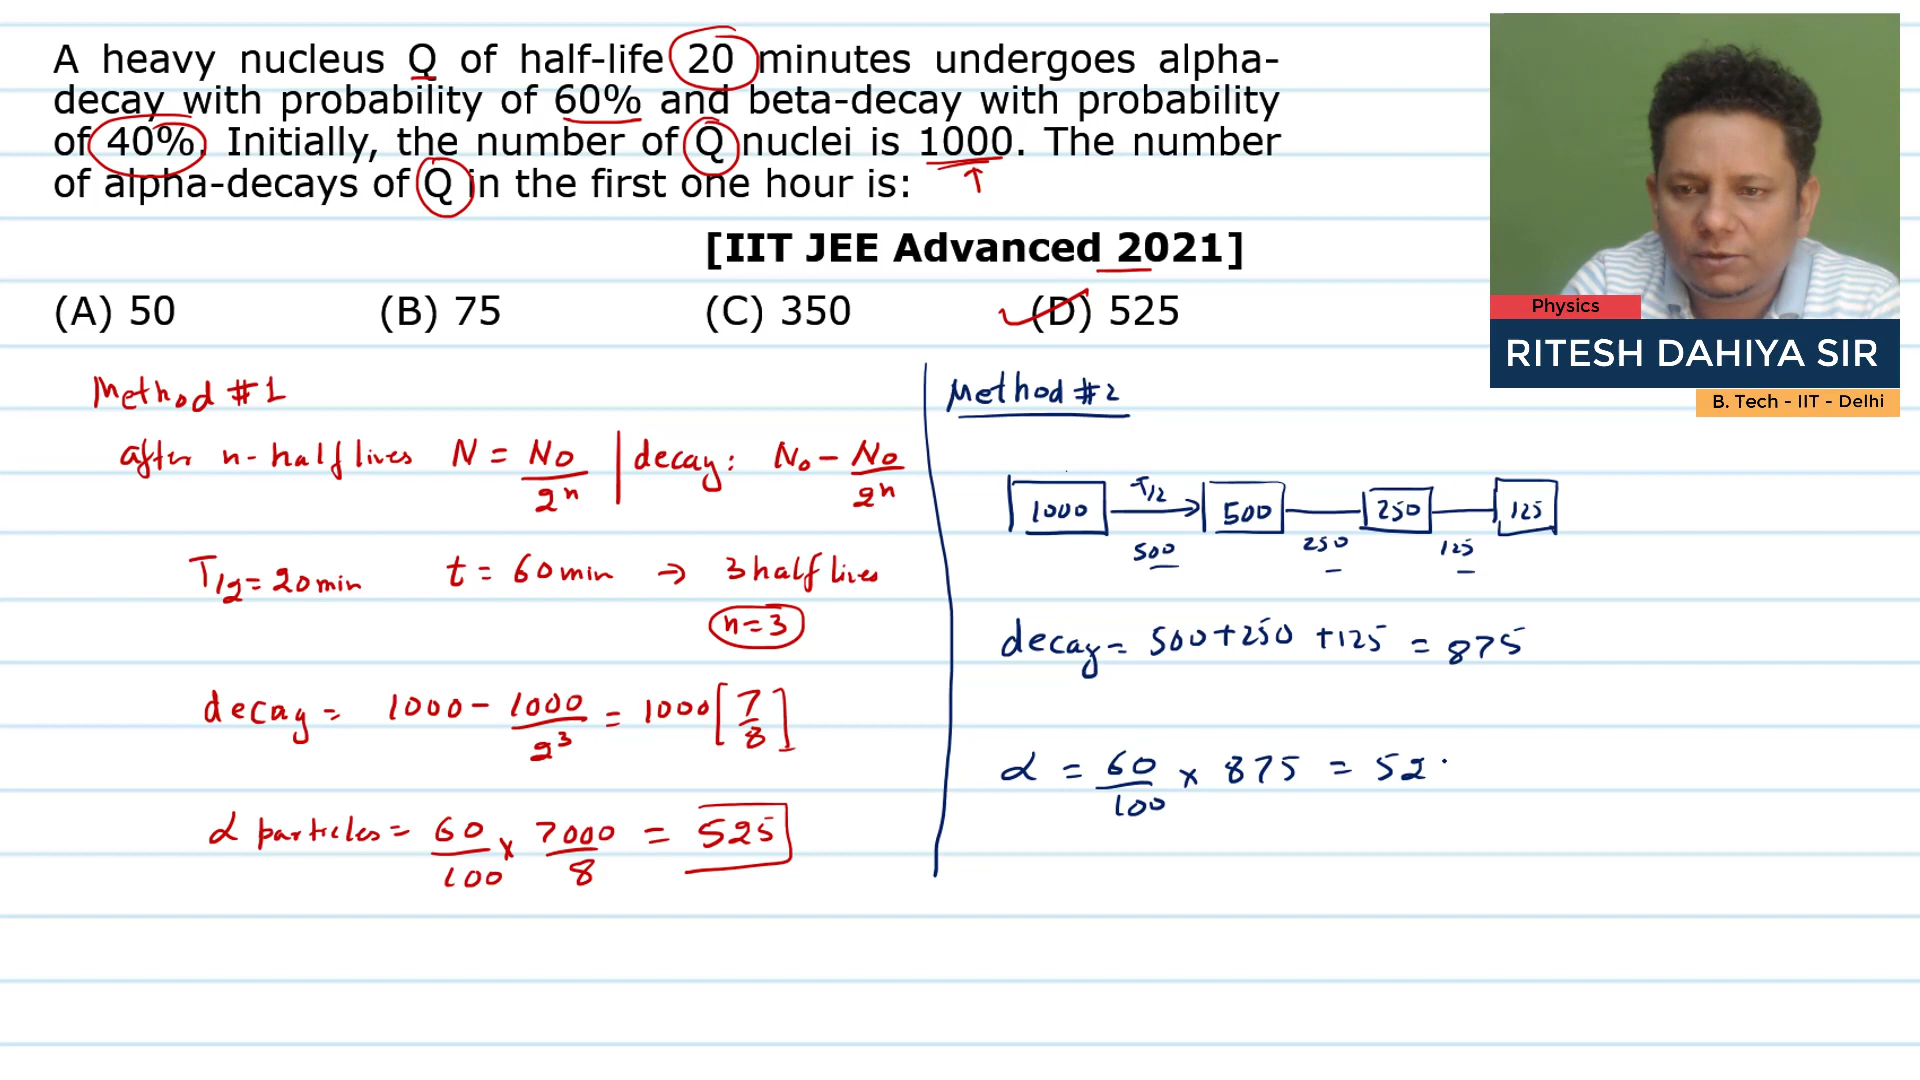 A heavy nucleus Q of half-life 20 minutes undergoes alpha-
decay with probability of 60% and beta-decay with probability
of 40%. Initially, the number of Q nuclei is 1000. The number
of alpha-decays of Q in the first one hour is:
[IIT JEE Advanced 2021]
(A) 50 (B) 75 (C) 350 (D) 525
Physics
RITESH DAHIYA SIR
B. Tech - IIT - Delhi
Method #1
after n-half lives N = N₀/2ⁿ | decay: N₀ - N₀/2ⁿ
T1/2 = 20 min t = 60 min → 3 half lives
n=3
decay = 1000 - 1000/2³ = 1000[7/8]
α particles = 60/100 × 7000/8 = 525
Method #2
1000 T1/2 500 250 125
500 250 125
decay = 500+250+125 = 875
α = 60/100 × 875 = 52